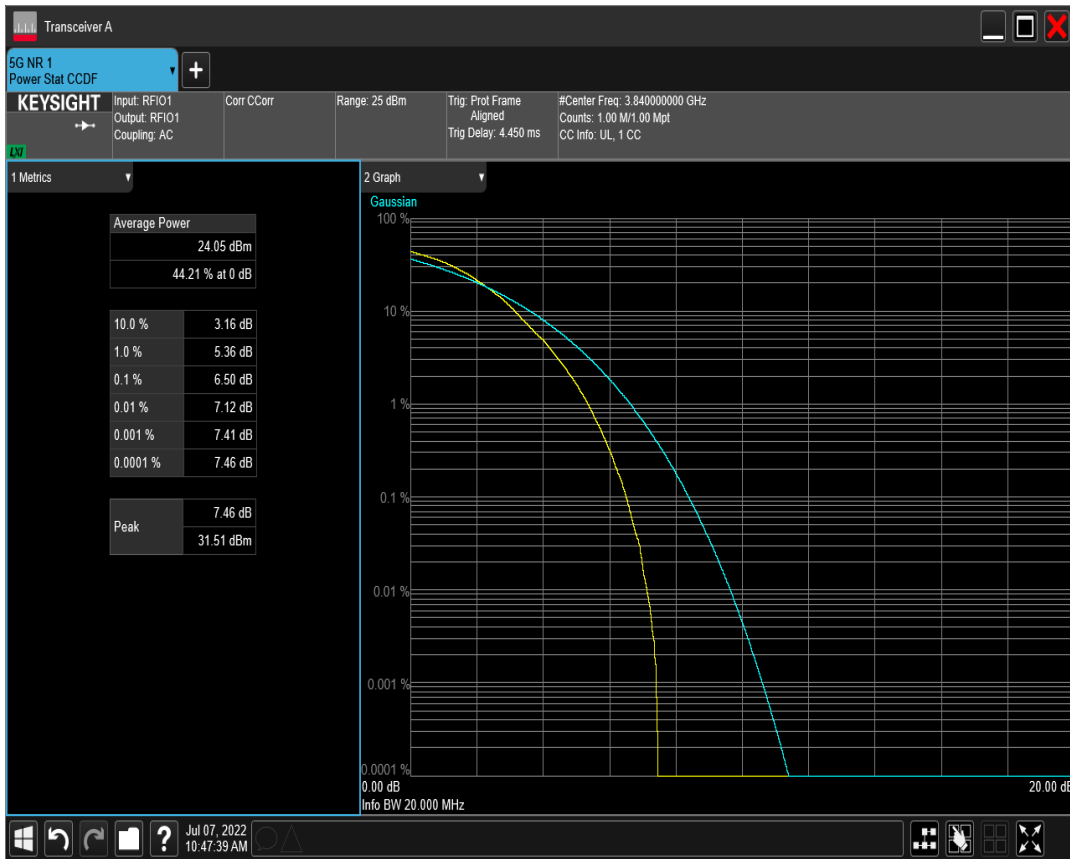 Transceiver A
5G NR 1
Power Stat CCDF
+
KEYSIGHT
LXI
Input: RFIO1
Output: RFIO1
Coupling: AC
Corr CCorr
Range: 25 dBm
Trig: Prot Frame
Aligned
Trig Delay: 4.450 ms
#Center Freq: 3.840000000 GHz
Counts: 1.00 M/1.00 Mpt
CC Info: UL, 1 CC
1 Metrics
Average Power
24.05 dBm
44.21 % at 0 dB
10.0 % 3.16 dB
1.0 % 5.36 dB
0.1 % 6.50 dB
0.01 % 7.12 dB
0.001 % 7.41 dB
0.0001 % 7.46 dB
Peak
7.46 dB
31.51 dBm
2 Graph
Gaussian
100 %
10 %
1 %
0.1 %
0.01 %
0.001 %
0.0001 %
0.00 dB 20.00 dB
Info BW 20.000 MHz
?
Jul 07, 2022
10:47:39 AM